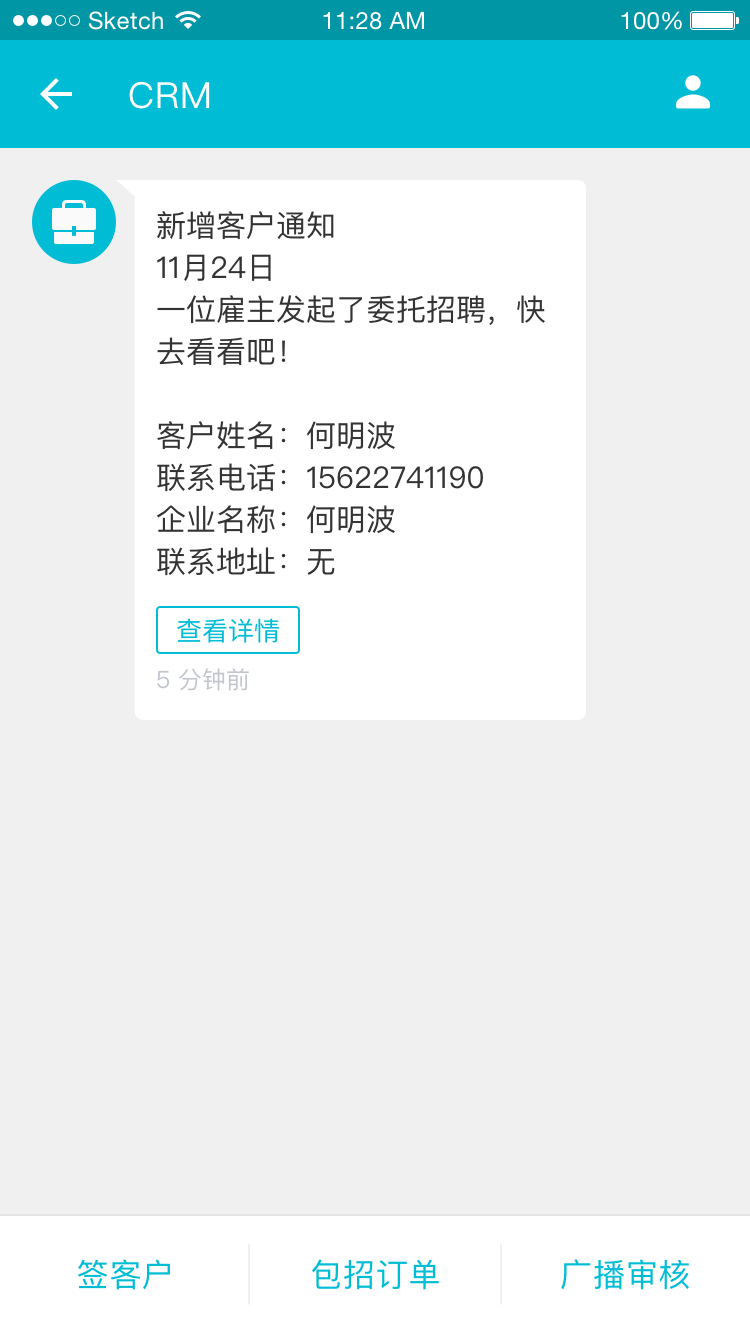 Sketch 11:28 AM 100%
CRM
新增客户通知
11月24日
一位雇主发起了委托招聘，快
去看看吧！
客户姓名：何明波
联系电话：15622741190
企业名称：何明波
联系地址：无
查看详情
5 分钟前
签客户 包招订单 广播审核